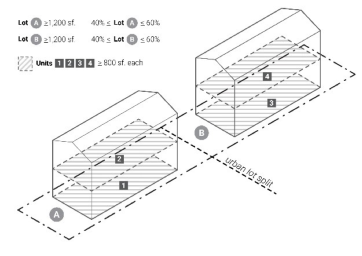 Lot A ≥1,200 sf. 40% ≤ Lot A ≤ 60%
Lot B ≥1,200 sf. 40% ≤ Lot B ≤ 60%
Units 1 2 3 4 ≥ 800 sf. each
4
3
B
2
1
urban lot split
A